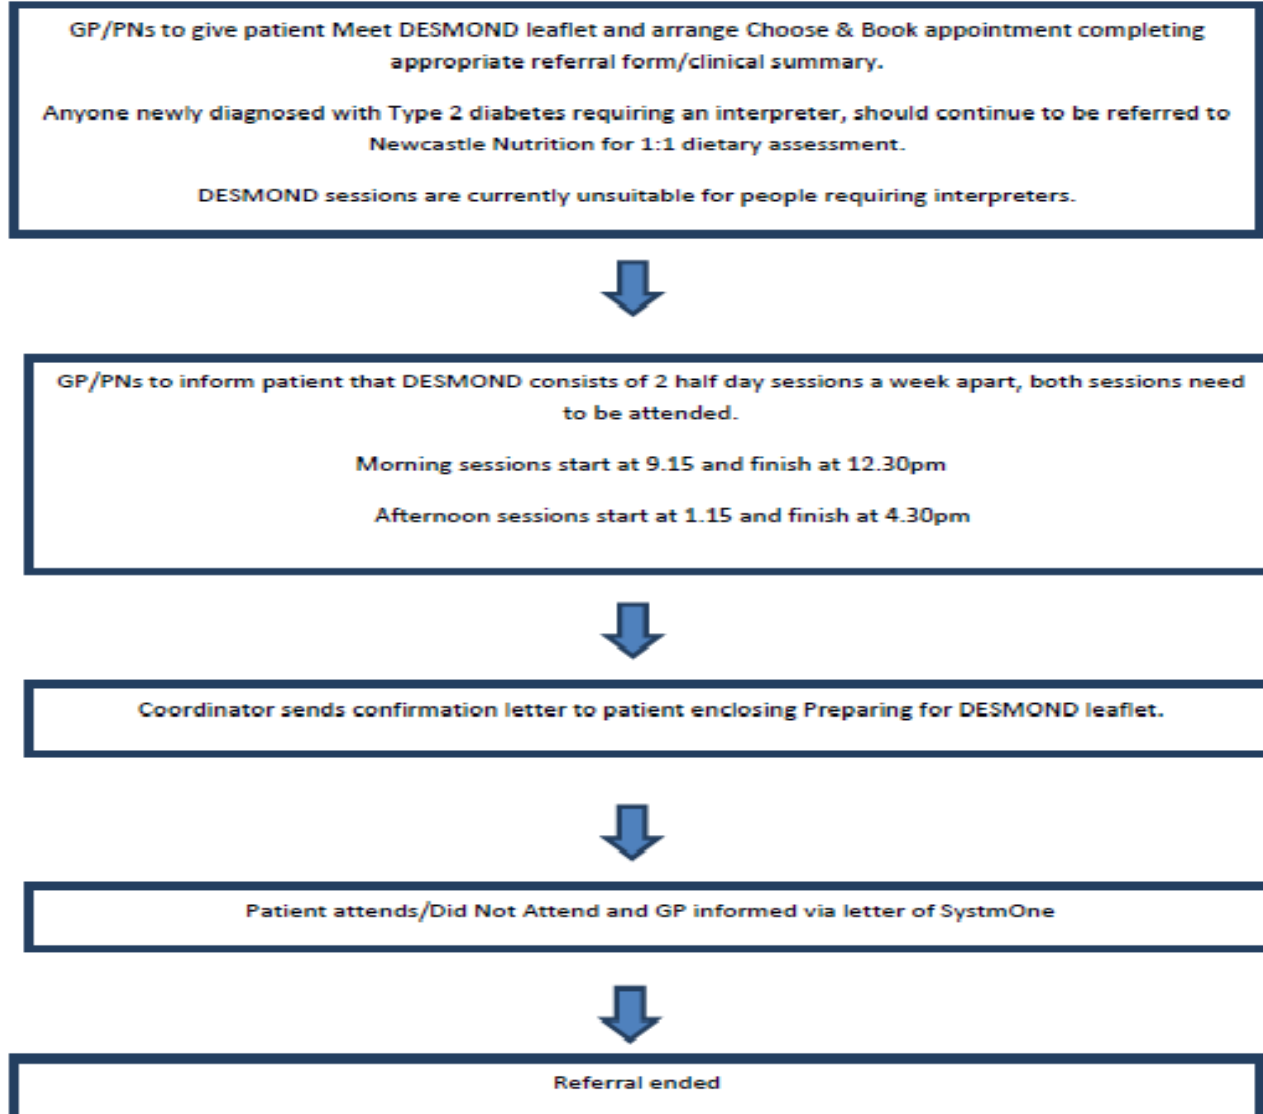 GP/PNs to give patient Meet DESMOND leaflet and arrange Choose & Book appointment completing
appropriate referral form/clinical summary.
Anyone newly diagnosed with Type 2 diabetes requiring an interpreter, should continue to be referred to
Newcastle Nutrition for 1:1 dietary assessment.
DESMOND sessions are currently unsuitable for people requiring interpreters.
GP/PNs to inform patient that DESMOND consists of 2 half day sessions a week apart, both sessions need
to be attended.
Morning sessions start at 9.15 and finish at 12.30pm
Afternoon sessions start at 1.15 and finish at 4.30pm
Coordinator sends confirmation letter to patient enclosing Preparing for DESMOND leaflet.
Patient attends/Did Not Attend and GP informed via letter of SystmOne
Referral ended